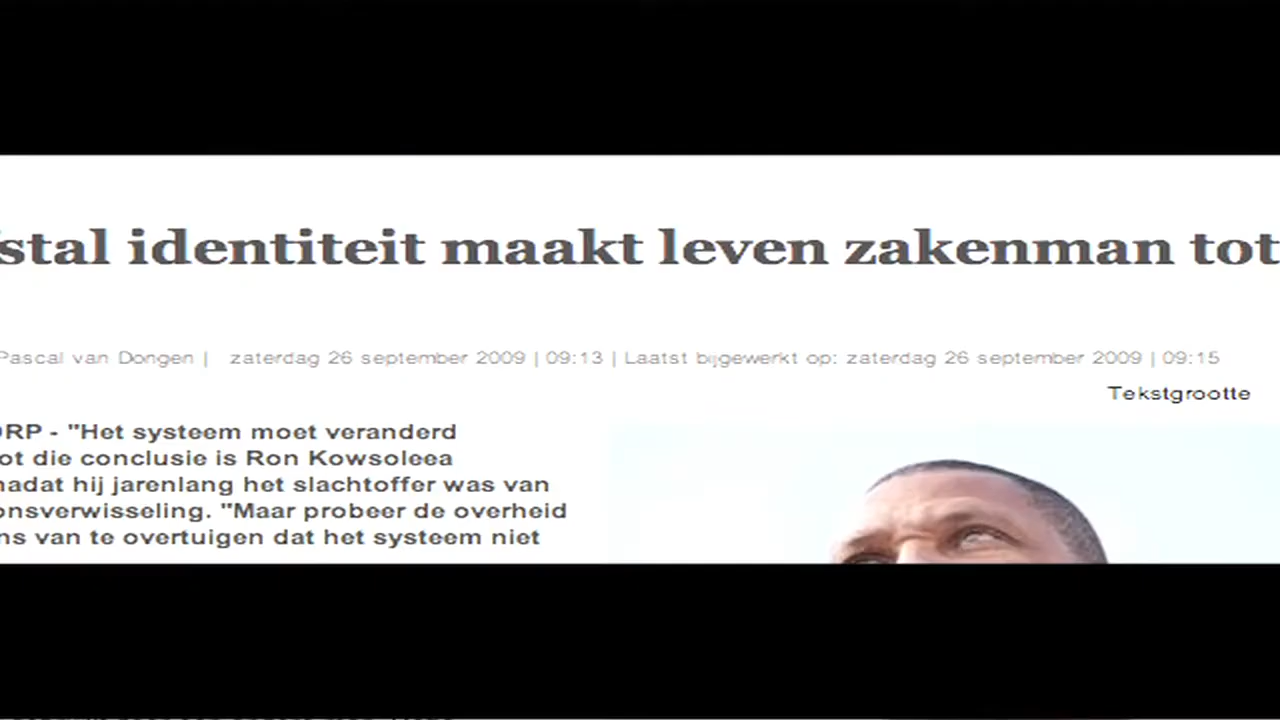 stal identiteit maakt leven zakenman tot
Pascal van Dongen | zaterdag 26 september 2009 | 09:13 | Laatst bijgewerkt op: zaterdag 26 september 2009 | 09:15
Tekstgrootte
RP - "Het systeem moet veranderd
ot die conclusie is Ron Kowsoleea
nadat hij jarenlang het slachtoffer was van
onsverwisseling. "Maar probeer de overheid
ns van te overtuigen dat het systeem niet